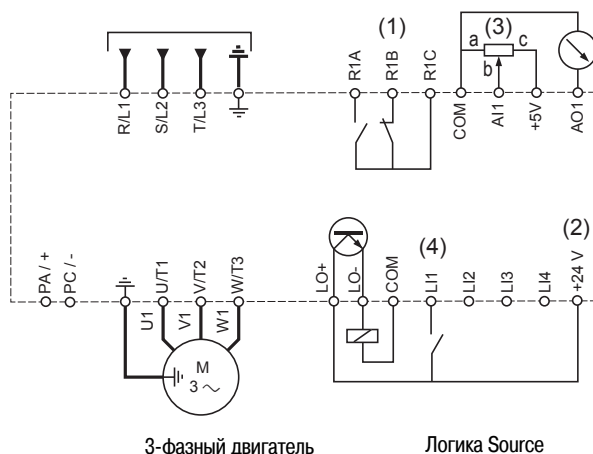 (1)
(3)
R1A
R1B
R1C
a
c
b
COM
AI1
+5V
AO1
R/L1
S/L2
T/L3
(4)
(2)
PA / +
PC / -
U/T1
V/T2
W/T3
LO+
LO-
COM
LI1
LI2
LI3
LI4
+24 V
U1
V1
W1
M
3 ~
3-фазный двигатель
Логика Source